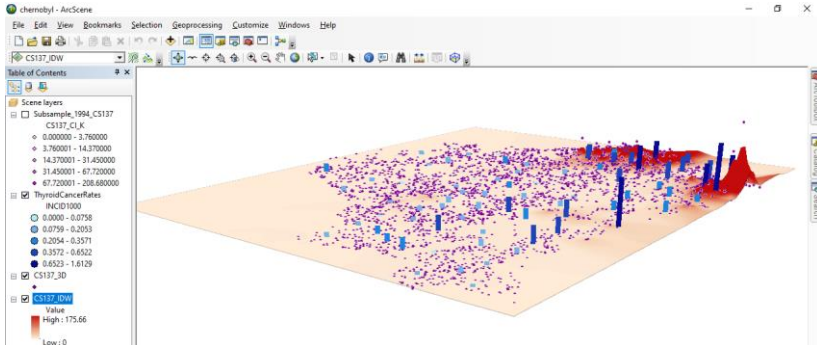 chernobyl - ArcScene
File Edit View Bookmarks Selection Geoprocessing Customize Windows Help
CS137_IDW
Table of Contents
Scene layers
Subsample_1994_CS137
CS137_CI_K
0.000000 - 3.760000
3.760001 - 14.370000
14.370001 - 31.450000
31.450001 - 67.720000
67.720001 - 208.680000
ThyroidCancerRates
INCID1000
0.0000 - 0.0758
0.0759 - 0.2053
0.2054 - 0.3571
0.3572 - 0.6522
0.6523 - 1.6129
CS137_3D
CS137_IDW
Value
High : 175.66
Low : 0